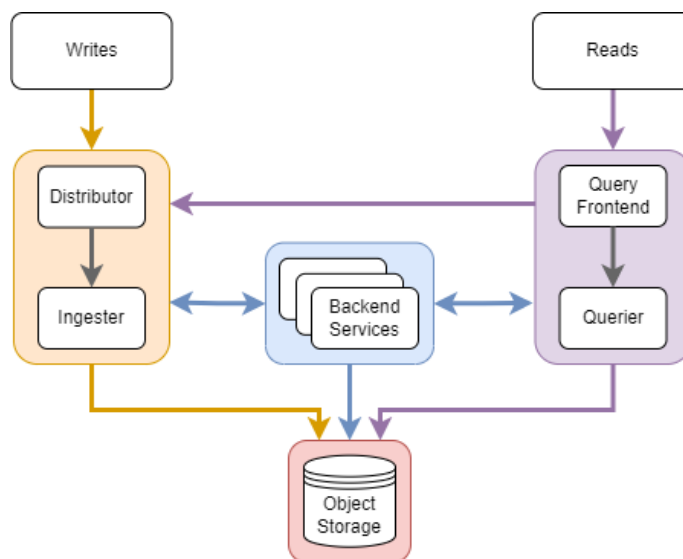 Writes
Reads
Distributor
Query
Frontend
Ingester
Backend
Services
Querier
Object
Storage